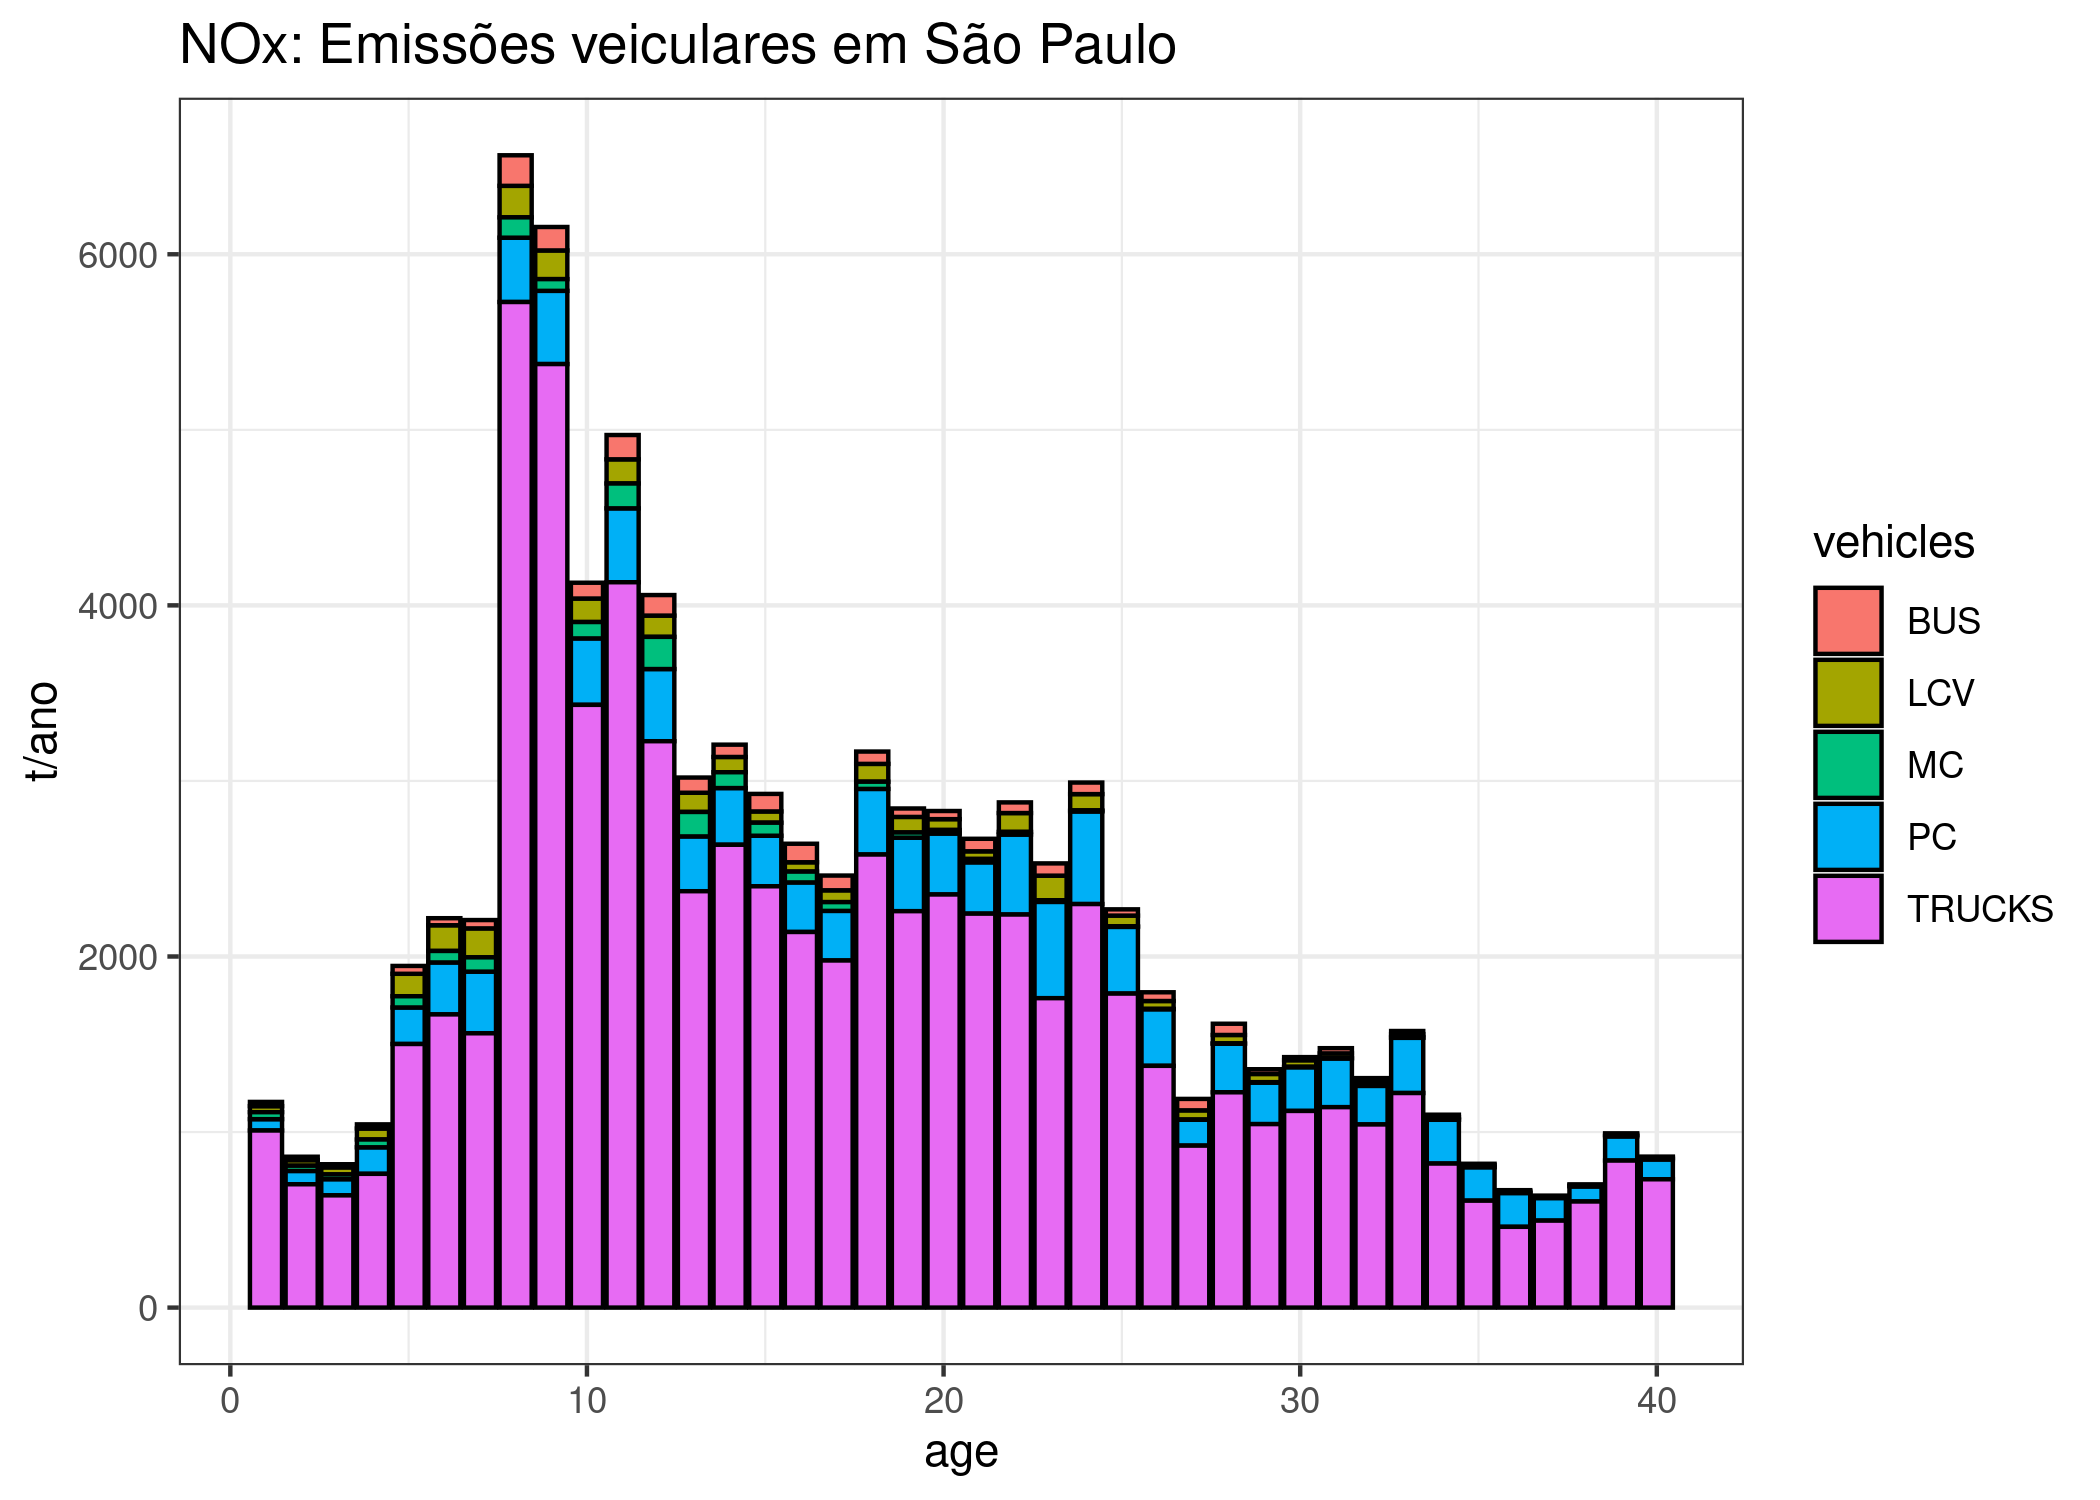 NOx: Emissões veiculares em São Paulo
6000
4000
2000
0
t/ano
0 10 20 30 40
age
vehicles
BUS
LCV
MC
PC
TRUCKS